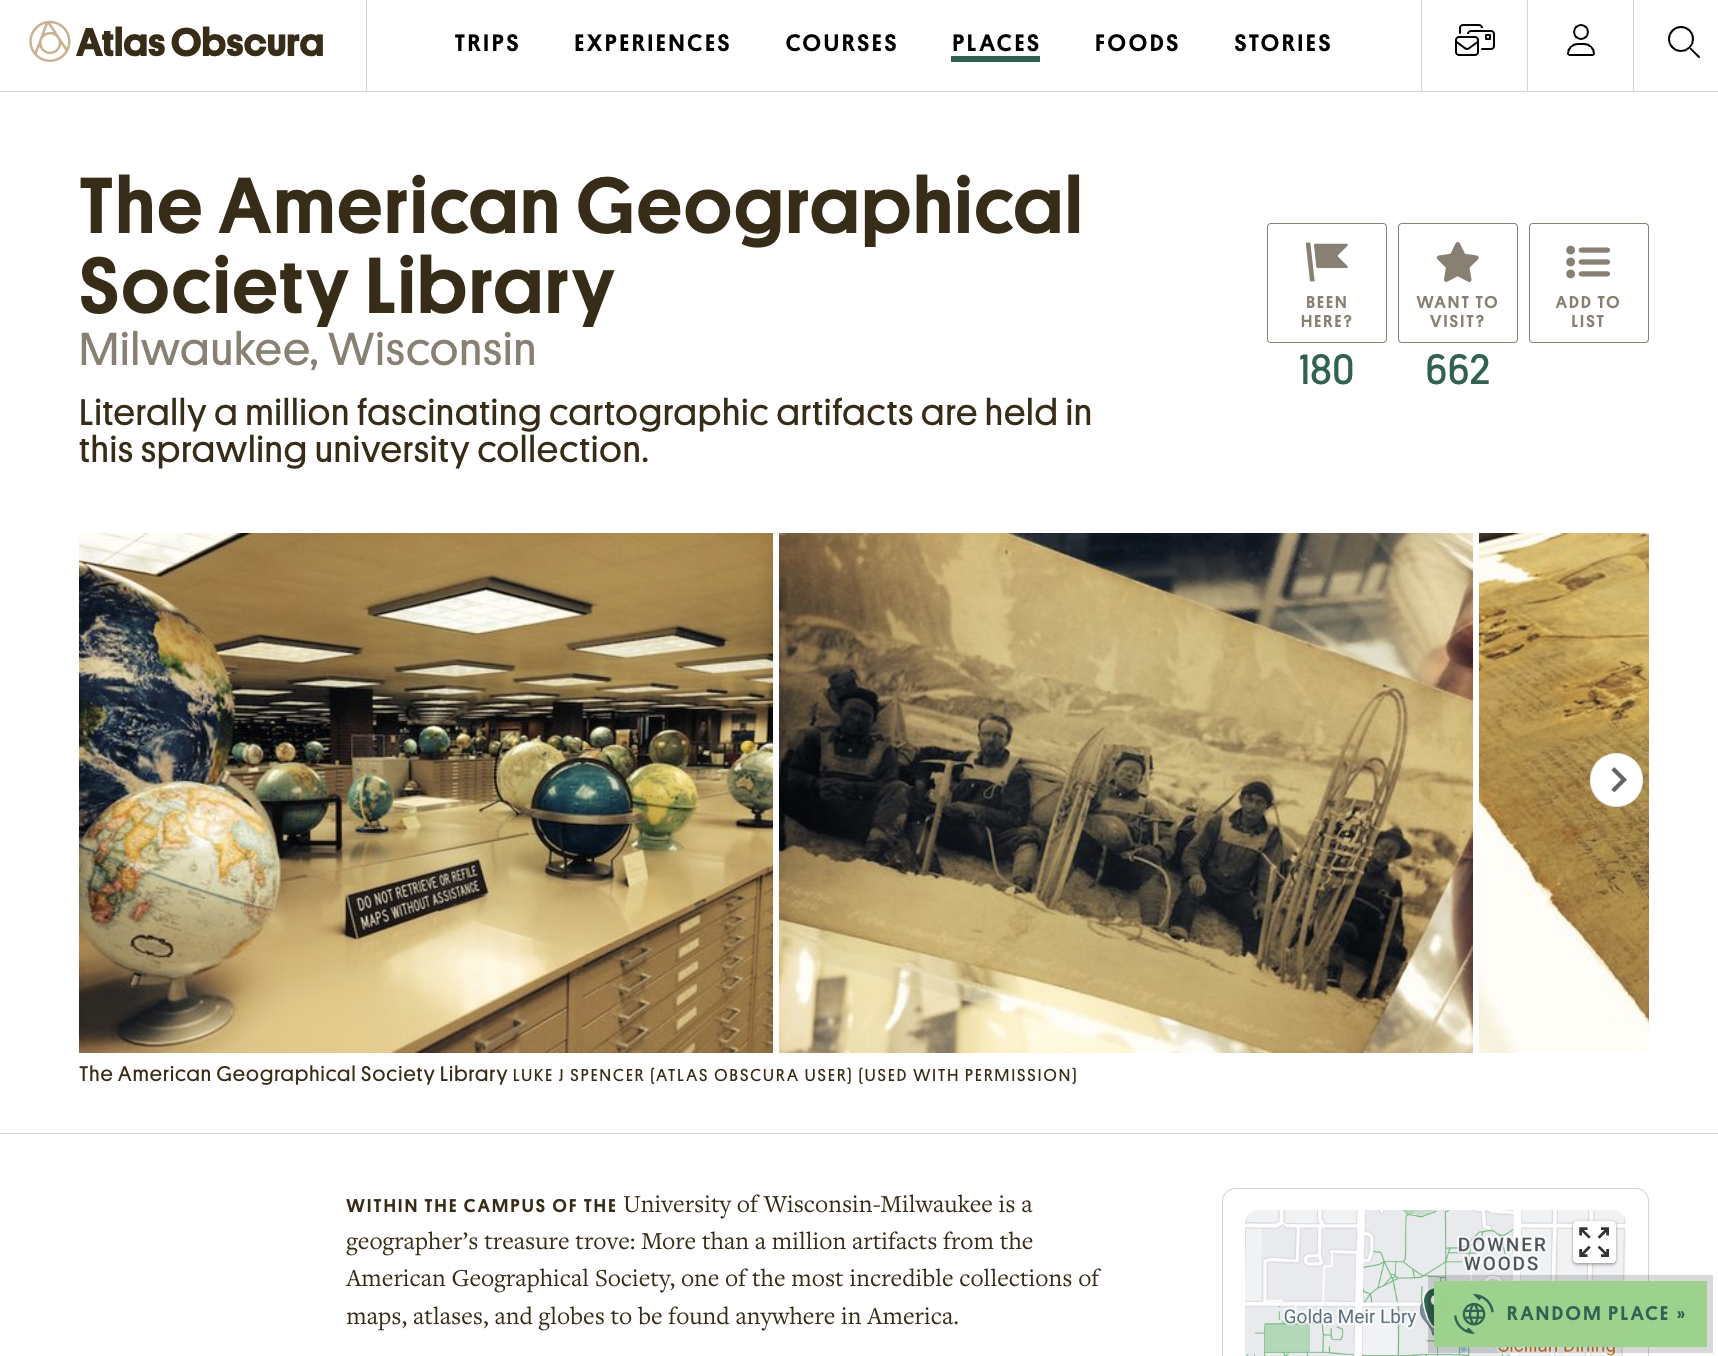 Atlas Obscura
TRIPS
EXPERIENCES
COURSES
PLACES
FOODS
STORIES
The American Geographical
Society Library
Milwaukee, Wisconsin
Literally a million fascinating cartographic artifacts are held in
this sprawling university collection.
BEEN
HERE?
180
WANT TO
VISIT?
662
ADD TO
LIST
DO NOT RETRIEVE OR REFILE
MAPS WITHOUT ASSISTANCE
The American Geographical Society Library LUKE J SPENCER (ATLAS OBSCURA USER) (USED WITH PERMISSION)
WITHIN THE CAMPUS OF THE University of Wisconsin-Milwaukee is a
geographer’s treasure trove: More than a million artifacts from the
American Geographical Society, one of the most incredible collections of
maps, atlases, and globes to be found anywhere in America.
DOWNER
WOODS
Golda Meir Lbry
RANDOM PLACE »
Sicilian Dining